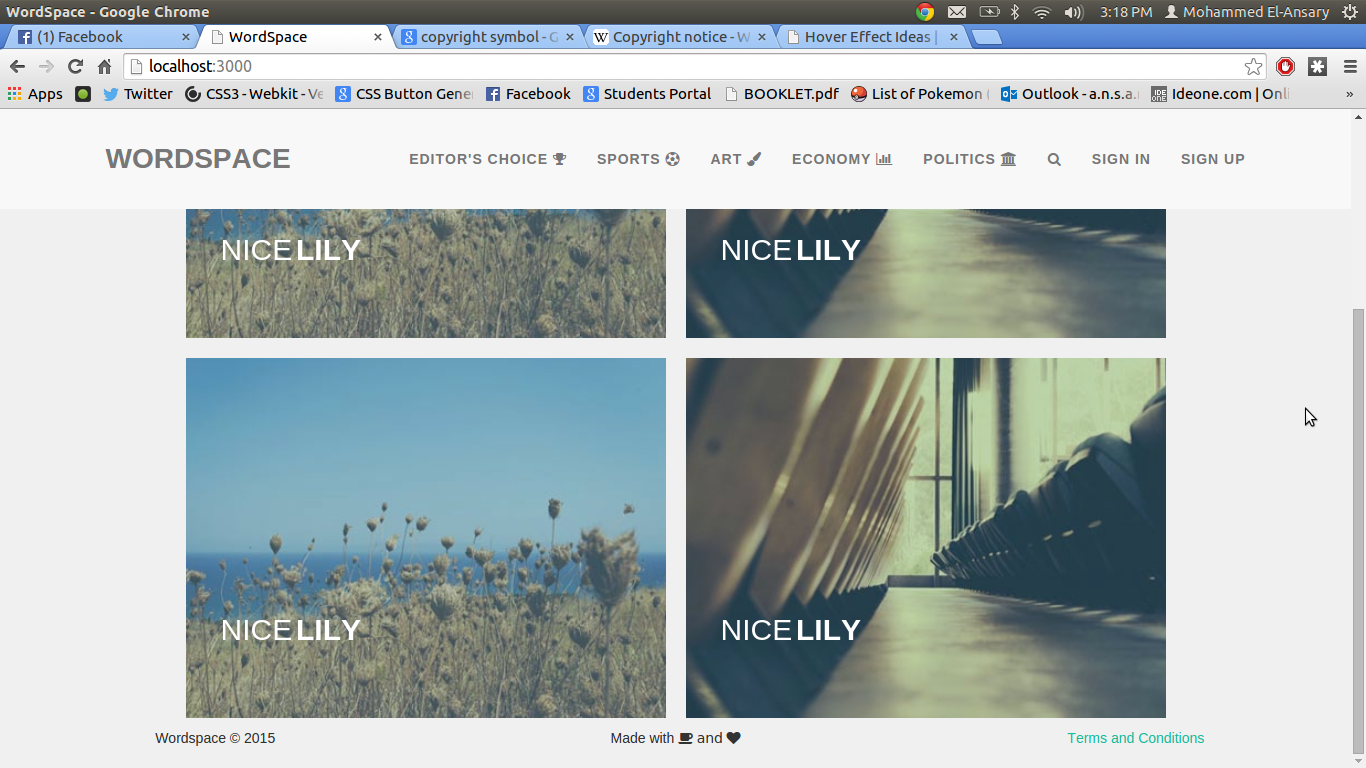 WordSpace - Google Chrome
3:18 PM Mohammed El-Ansary
(1) Facebook WordSpace copyright symbol - G Copyright notice - W Hover Effect Ideas |
localhost:3000
Apps Twitter CSS3 - Webkit - Ve CSS Button Gene Facebook Students Portal BOOKLET.pdf List of Pokemon ( Outlook - a.n.s.a. Ideone.com | Onli »
WORDSPACE EDITOR'S CHOICE SPORTS ART ECONOMY POLITICS SIGN IN SIGN UP
NICE LILY NICE LILY
NICE LILY NICE LILY
Wordspace © 2015 Made with and Terms and Conditions